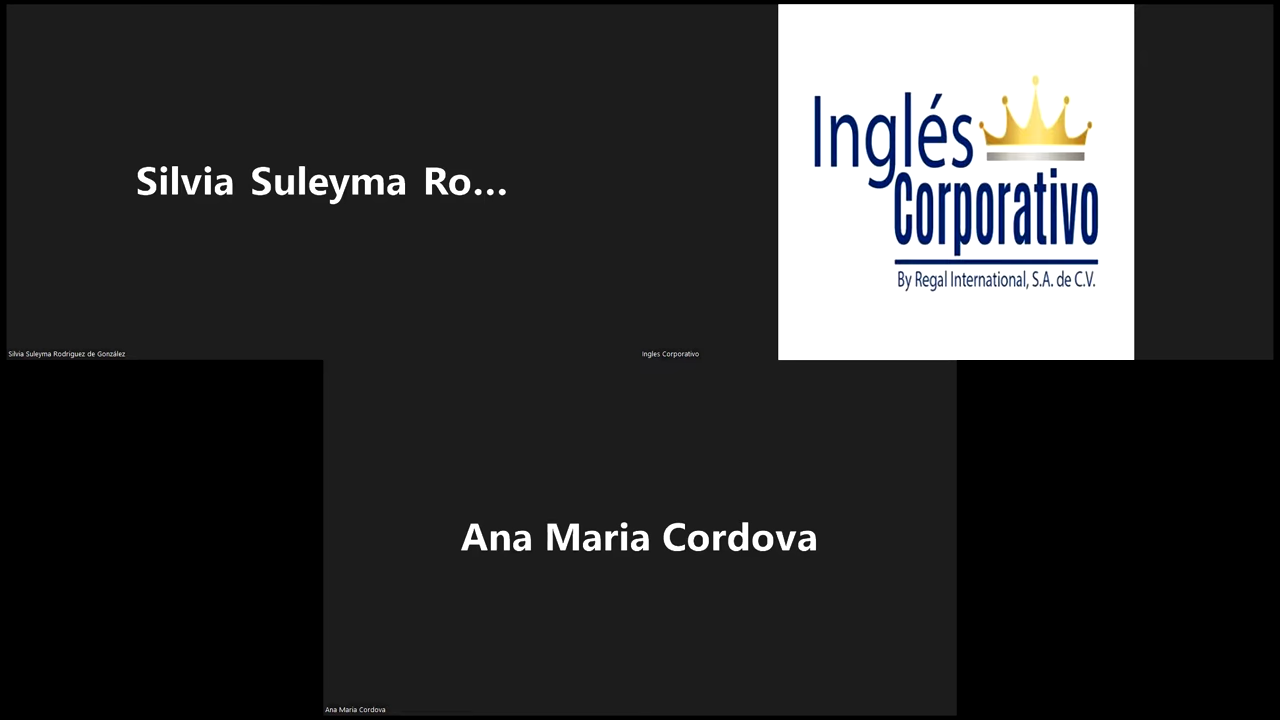 Silvia Suleyma Ro...
Silvia Suleyma Rodriguez de González
Inglés
Corporativo
By Regal International, S.A. de C.V.
Ingles Corporativo
Ana Maria Cordova
Ana Maria Cordova